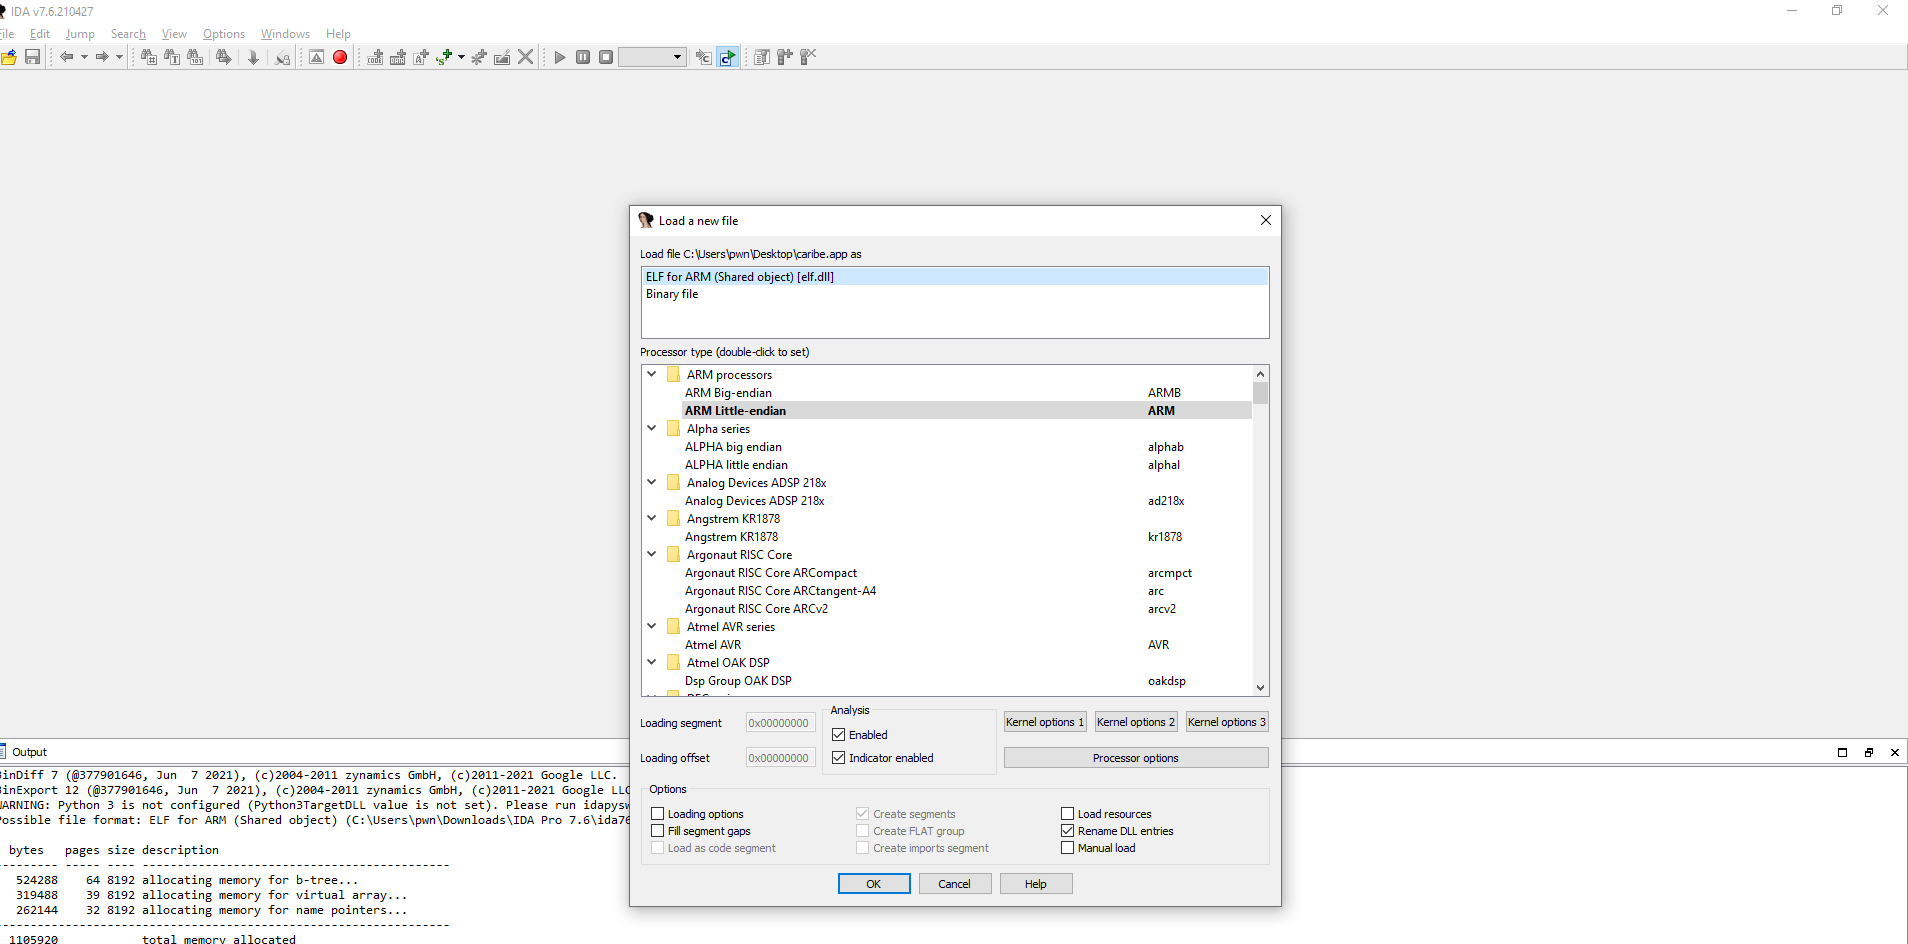 IDA v7.6.210427
File Edit Jump Search View Options Windows Help
Load a new file
Load file C:\Users\pwn\Desktop\caribe.app as
ELF for ARM (Shared object) [elf.dll]
Binary file
Processor type (double-click to set)
ARM processors
ARM Big-endian ARMB
ARM Little-endian ARM
Alpha series
ALPHA big endian alphab
ALPHA little endian alphal
Analog Devices ADSP 218x
Analog Devices ADSP 218x ad218x
Angstrem KR1878
Angstrem KR1878 kr1878
Argonaut RISC Core
Argonaut RISC Core ARCompact arcmpct
Argonaut RISC Core ARCtangent-A4 arc
Argonaut RISC Core ARCv2 arcv2
Atmel AVR series
Atmel AVR AVR
Atmel OAK DSP
Dsp Group OAK DSP oakdsp
Loading segment 0x00000000
Loading offset 0x00000000
Analysis
Enabled
Indicator enabled
Kernel options 1 Kernel options 2 Kernel options 3
Processor options
Options
Loading options Create segments Load resources
Fill segment gaps Create FLAT group Rename DLL entries
Load as code segment Create imports segment Manual load
OK Cancel Help
Output
BinDiff 7 (@377901646, Jun 7 2021), (c)2004-2011 zynamics GmbH, (c)2011-2021 Google LLC.
BinExport 12 (@377901646, Jun 7 2021), (c)2004-2011 zynamics GmbH, (c)2011-2021 Google LLC
WARNING: Python 3 is not configured (Python3TargetDLL value is not set). Please run idapysw
Possible file format: ELF for ARM (Shared object) (C:\Users\pwn\Downloads\IDA Pro 7.6\ida76
bytes pages size description
--------- ----- ---- --------------------------------------------
524288 64 8192 allocating memory for b-tree...
319488 39 8192 allocating memory for virtual array...
262144 32 8192 allocating memory for name pointers...
-----------------------------------------------------------------
1105920 total memory allocated